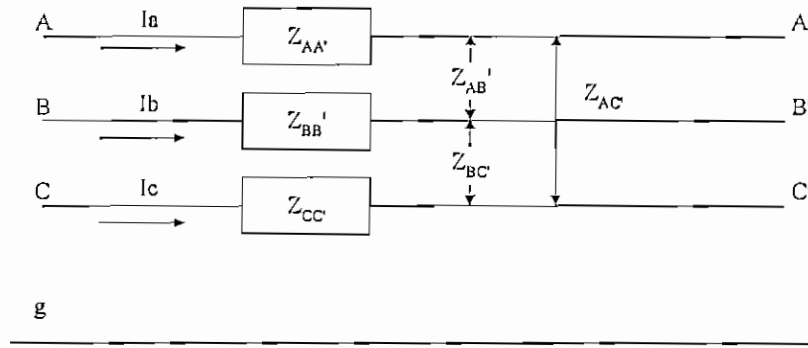 Ia
A Z_AA' A
Z_AB'
Z_AC'
Ib
B Z_BB' B
Z_BC'
Ic
C Z_CC' C
g